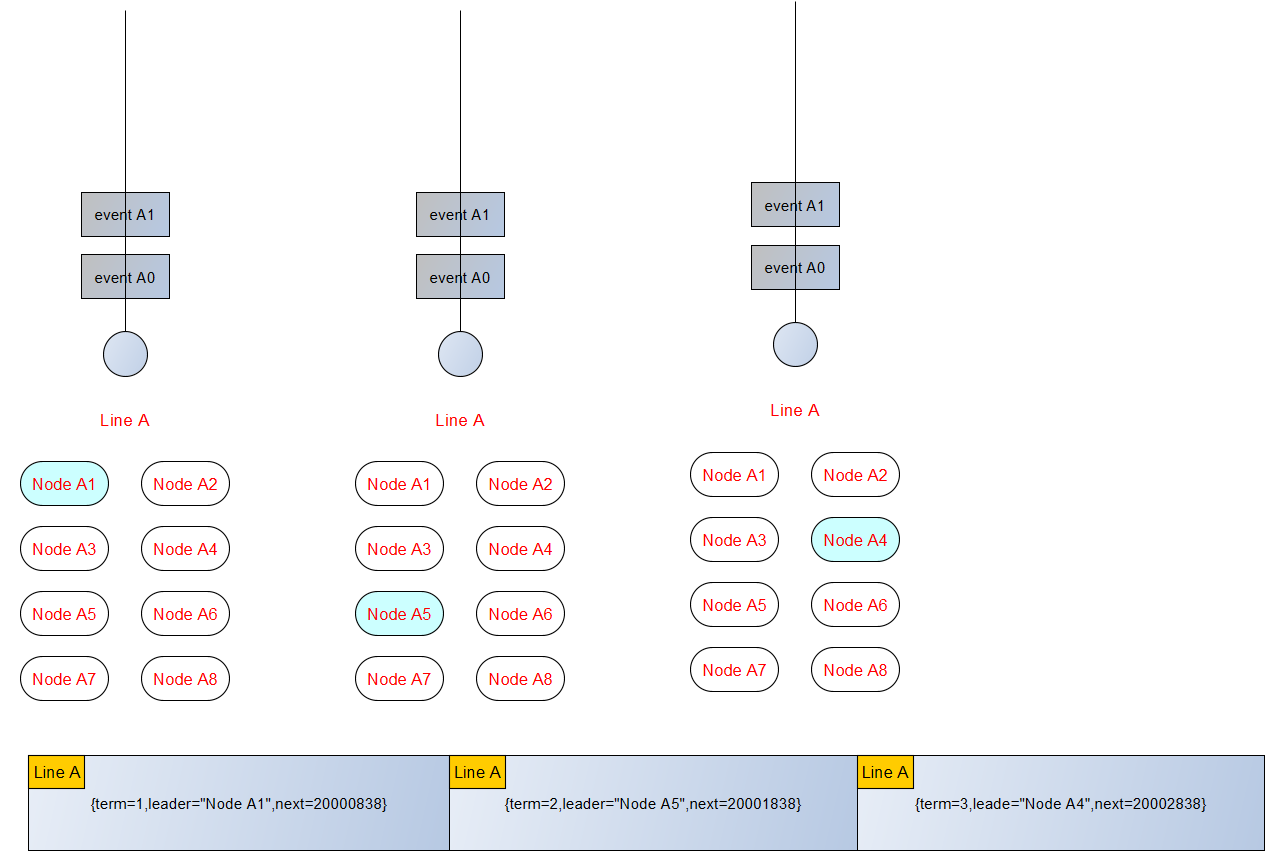 event A1
event A0
Line A
Node A1 Node A2
Node A3 Node A4
Node A5 Node A6
Node A7 Node A8
event A1
event A0
Line A
Node A1 Node A2
Node A3 Node A4
Node A5 Node A6
Node A7 Node A8
event A1
event A0
Line A
Node A1 Node A2
Node A3 Node A4
Node A5 Node A6
Node A7 Node A8
Line A
{term=1,leader="Node A1",next=20000838}
Line A
{term=2,leader="Node A5",next=20001838}
Line A
{term=3,leade="Node A4",next=20002838}